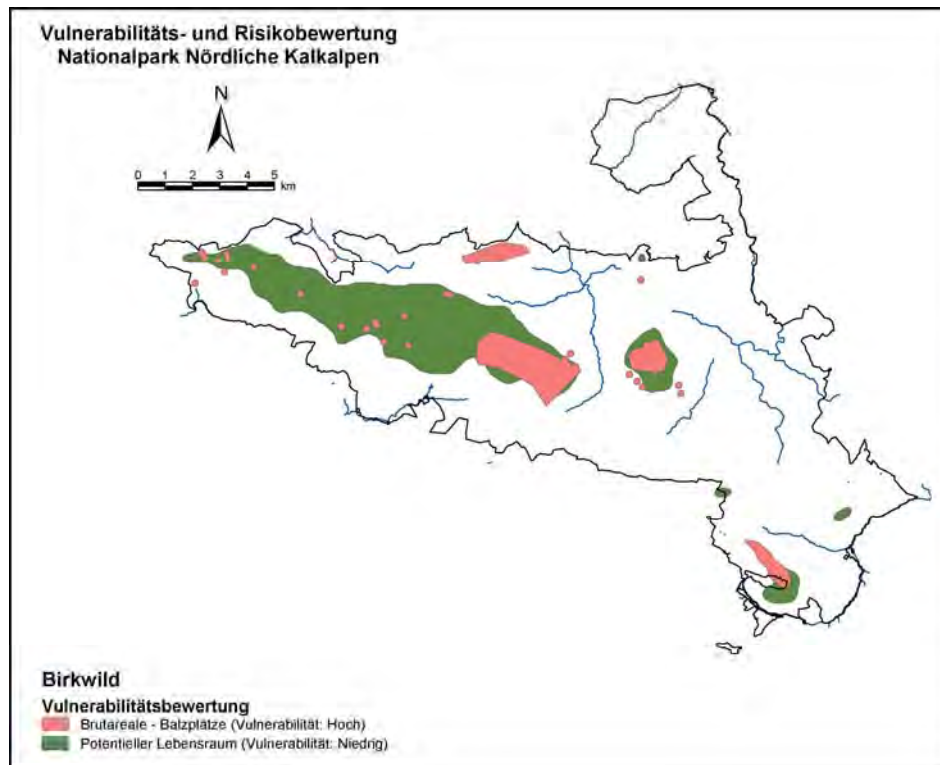 Vulnerabilitäts- und Risikobewertung
Nationalpark Nördliche Kalkalpen
N
0 1 2 3 4 5
km
Birkwild
Vulnerabilitätsbewertung
Brutareale - Balzplätze (Vulnerabilität: Hoch)
Potentieller Lebensraum (Vulnerabilität: Niedrig)